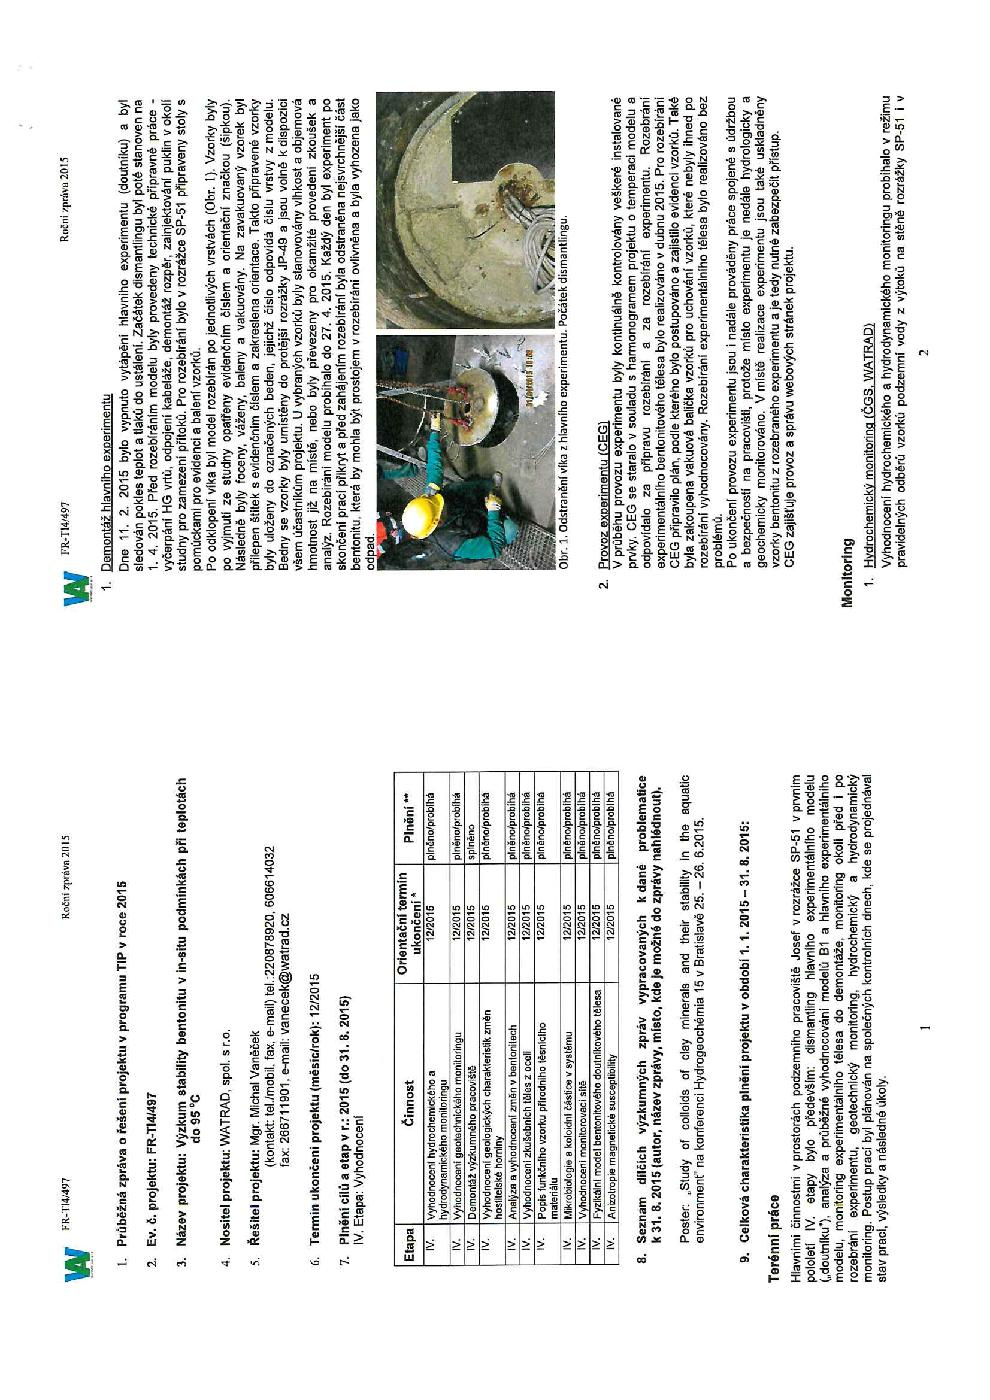 FR-TI4/497
Roční zpráva 2015
1. Průběžná zpráva o řešení projektu v programu TIP v roce 2015
2. Ev. č. projektu: FR-TI4/497
3. Název projektu: Výzkum stability bentonitu v in-situ podmínkách při teplotách
do 95 °C
4. Nositel projektu: WATRAD, spol. s r.o.
5. Řešitel projektu: Mgr. Michal Vaněček
(kontakt: tel./mobil, fax, e-mail) tel.:220878920, 606614032
fax: 266711901, e-mail: vanecek@watrad.cz
6. Termín ukončení projektu (měsíc/rok): 12/2015
7. Plnění cílů a etap v r.: 2015 (do 31. 8. 2015)
IV. Etapa: Vyhodnocení
Etapa Činnost Orientační termín Plnění **
ukončení *
IV. Vyhodnocení hydrochemického a 12/2015 plněno/probíhá
hydrodynamického monitoringu
IV. Vyhodnocení geotechnického monitoringu 12/2015 plněno/probíhá
IV. Demontáž výzkumného pracoviště 12/2015 splněno
IV. Vyhodnocení geologických charakteristik změn 12/2015 plněno/probíhá
hostitelské horniny
IV. Analýza a vyhodnocení změn v bentonitech 12/2015 plněno/probíhá
IV. Vyhodnocení zkušebních těles z oceli 12/2015 plněno/probíhá
IV. Popis funkčního vzorku přírodního těsnícího 12/2015 plněno/probíhá
materiálu
IV. Mikrobiologie a koloidní částice v systému 12/2015 plněno/probíhá
IV. Vyhodnocení monitorovací sítě 12/2015 plněno/probíhá
IV. Fyzikální model bentonitového doutníkového tělesa 12/2015 plněno/probíhá
IV. Anizotropie magnetické susceptibility 12/2015 plněno/probíhá
8. Seznam dílčích výzkumných zpráv vypracovaných k dané problematice
k 31. 8. 2015 (autor, název zprávy, místo, kde je možné do zprávy nahlédnout).
Poster: „Study of colloids of clay minerals and their stability in the aquatic
enviroment" na konferenci Hydrogeochémia 15 v Bratislavě 25. – 26. 6.2015.
9. Celková charakteristika plnění projektu v období 1. 1. 2015 – 31. 8. 2015:
Terénní práce
Hlavními činnostmi v prostorách podzemního pracoviště Josef v rozrážce SP-51 v prvním
pololetí IV. etapy bylo především: dismantling hlavního experimentálního modelu
(„doutníku"), analýza a průběžné vyhodnocování modelů B1 a hlavního experimentálního
modelu, monitoring experimentálního tělesa do demontáže, monitoring okolí před i po
rozebrání experimentu, geotechnický monitoring, hydrochemický a hydrodynamický
monitoring. Postup prací byl plánován na společných kontrolních dnech, kde se projednával
stav prací, výsledky a následné úkoly.
1
FR-TI4/497
Roční zpráva 2015
1. Demontáž hlavního experimentu
Dne 11. 2. 2015 bylo vypnuto vytápění hlavního experimentu (doutníku) a byl
sledován pokles teplot a tlaků do ustálení. Začátek dismantlingu byl poté stanoven na
1. 4. 2015. Před rozebíráním modelu byly provedeny technické přípravné práce -
vyčerpání HG vrtů, odpojení kabeláže, demontáž rozpěr, zainjektování puklin v okolí
studny pro zamezení přítoků. Pro rozebírání bylo v rozrážce SP-51 připraveny stoly s
pomůckami pro evidenci a balení vzorků.
Po odklopení víka byl model rozebírán po jednotlivých vrstvách (Obr. 1). Vzorky byly
po vyjmutí ze studny opatřeny evidenčním číslem a orientační značkou (šipkou).
Následně byly foceny, váženy, baleny a vakuovány. Na zavakuovaný vzorek byl
přilepen štítek s evidenčním číslem a zakreslena orientace. Takto připravené vzorky
byly uloženy do označených beden, jejichž číslo odpovídá číslu vrstvy z modelu.
Bedny se vzorky byly umístěny do protější rozrážky JP-49 a jsou volně k dispozici
všem účastníkům projektu. U vybraných vzorků byly stanovovány vlhkost a objemová
hmotnost již na místě, nebo byly převezeny pro okamžité provedení zkoušek a
analýz. Rozebírání modelu probíhalo do 27. 4. 2015. Každý den byl experiment po
skončení prací přikryt a před zahájením rozebírání byla odstraněna nejsvrchnější část
bentonitu, která by mohla být prostojem v rozebírání ovlivněna a byla vyhozena jako
odpad.
Obr. 1. Odstranění víka z hlavního experimentu. Počátek dismantlingu.
2. Provoz experimentu (CEG)
V průběhu provozu experimentu byly kontinuálně kontrolovány veškeré instalované
prvky. CEG se staralo v souladu s harmonogramem projektu o temperaci modelu a
odpovídalo za přípravu rozebírání a za rozebírání experimentu. Rozebírání
experimentálního bentonitového tělesa bylo realizováno v dubnu 2015. Pro rozebírání
CEG připravilo plán, podle kterého bylo postupováno a zajistilo evidenci vzorků. Také
byla zakoupena vakuová balička vzorků pro uchování vzorků, které nebyly ihned po
rozebírání vyhodnocovány. Rozebírání experimentálního tělesa bylo realizováno bez
problémů.
Po ukončení provozu experimentu jsou i nadále prováděny práce spojené s údržbou
a bezpečností na pracovišti, protože místo experimentu je nedále hydrologicky a
geochemicky monitorováno. V místě realizace experimentu jsou také uskladněny
vzorky bentonitu z rozebraného experimentu a je tedy nutné zabezpečit přístup.
CEG zajišťuje provoz a správu webových stránek projektu.
Monitoring
1. Hydrochemický monitoring (ČGS, WATRAD)
Vyhodnocení hydrochemického a hydrodynamického monitoringu probíhalo v režimu
pravidelných odběrů vzorků podzemní vody z výtoků na stěně rozrážky SP-51 i v
2